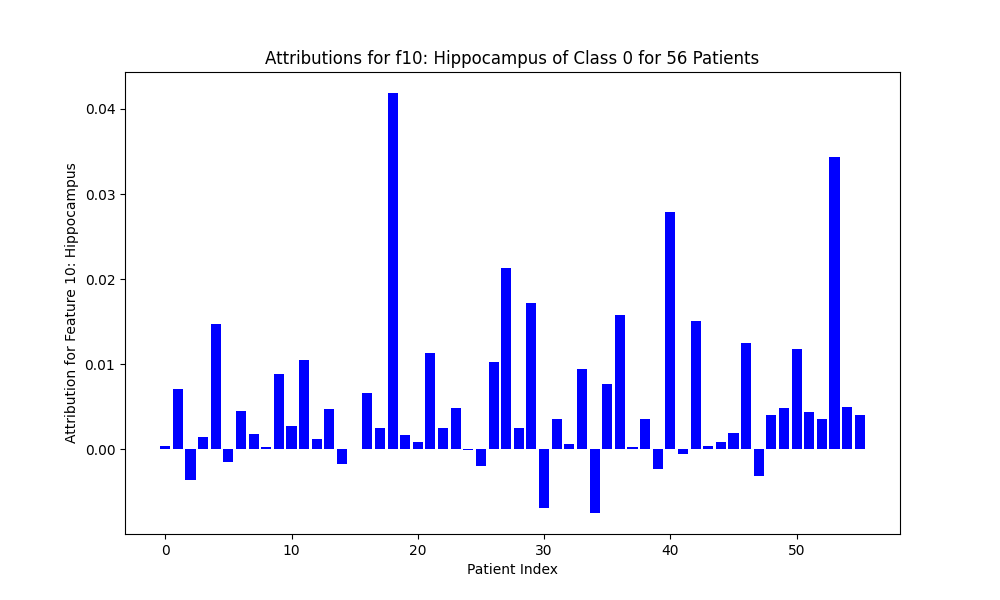 Attributions for f10: Hippocampus of Class 0 for 56 Patients
Attribution for Feature 10: Hippocampus
0.04
0.03
0.02
0.01
0.00
0 10 20 30 40 50
Patient Index